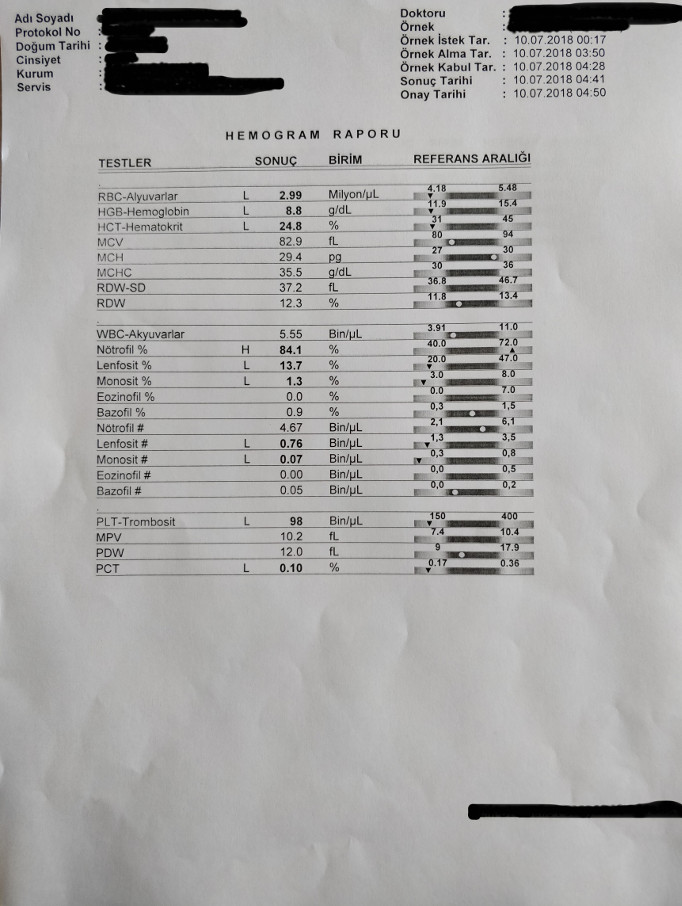 Adı Soyadı :
Protokol No :
Doğum Tarihi :
Cinsiyet :
Kurum :
Servis :
Doktoru :
Örnek :
Örnek İstek Tar. : 10.07.2018 00:17
Örnek Alma Tar. : 10.07.2018 03:50
Örnek Kabul Tar. : 10.07.2018 04:28
Sonuç Tarihi : 10.07.2018 04:41
Onay Tarihi : 10.07.2018 04:50
HEMOGRAM RAPORU
TESTLER SONUÇ BİRİM REFERANS ARALIĞI
RBC-Alyuvarlar L 2.99 Milyon/µL 4.18 5.48
HGB-Hemoglobin L 8.8 g/dL 11.9 15.4
HCT-Hematokrit L 24.8 % 31 45
MCV 82.9 fL 80 94
MCH 29.4 pg 27 30
MCHC 35.5 g/dL 30 36
RDW-SD 37.2 fL 36.8 46.7
RDW 12.3 % 11.8 13.4
WBC-Akyuvarlar 5.55 Bin/µL 3.91 11.0
Nötrofil % H 84.1 % 40.0 72.0
Lenfosit % L 13.7 % 20.0 47.0
Monosit % L 1.3 % 3.0 8.0
Eozinofil % 0.0 % 0.0 7.0
Bazofil % 0.9 % 0,3 1,5
Nötrofil # 4.67 Bin/µL 2,1 6,1
Lenfosit # L 0.76 Bin/µL 1,3 3,5
Monosit # L 0.07 Bin/µL 0,3 0,8
Eozinofil # 0.00 Bin/µL 0,0 0,5
Bazofil # 0.05 Bin/µL 0,0 0,2
PLT-Trombosit L 98 Bin/µL 150 400
MPV 10.2 fL 7.4 10.4
PDW 12.0 fL 9 17.9
PCT L 0.10 % 0.17 0.36